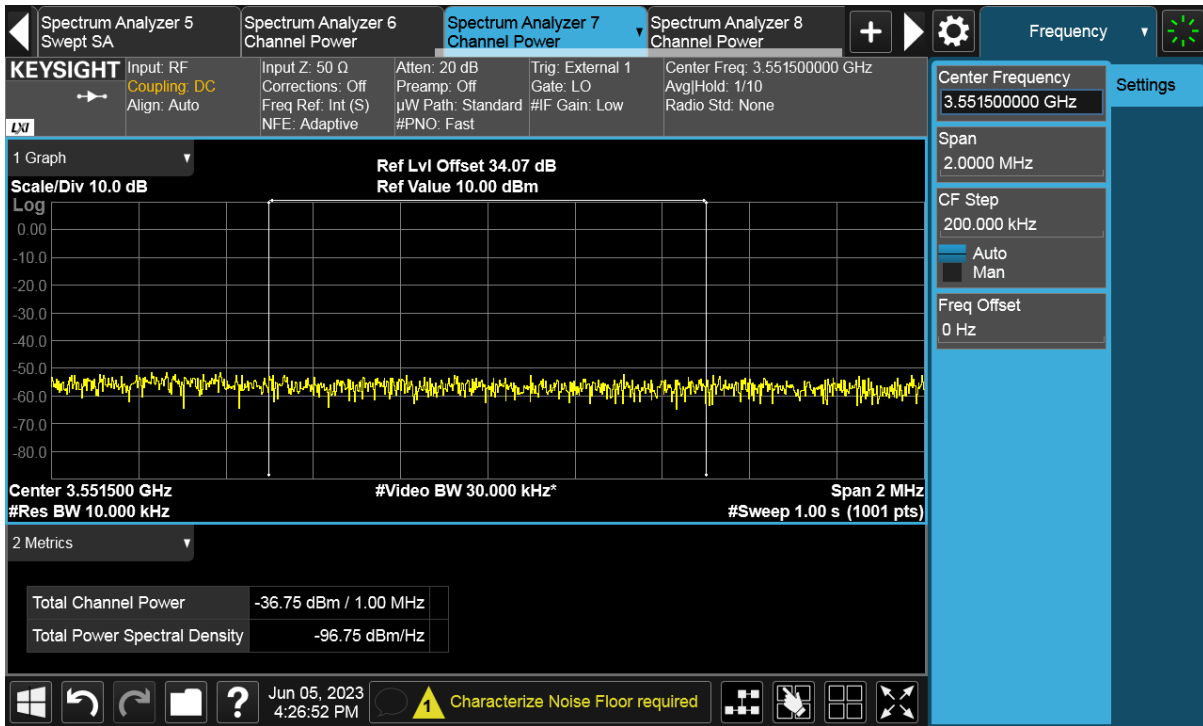 Spectrum Analyzer 5
Swept SA
Spectrum Analyzer 6
Channel Power
Spectrum Analyzer 7
Channel Power
Spectrum Analyzer 8
Channel Power
+
Frequency
KEYSIGHT
LXI
Input: RF
Coupling: DC
Align: Auto
Input Z: 50 Ω
Corrections: Off
Freq Ref: Int (S)
NFE: Adaptive
Atten: 20 dB
Preamp: Off
µW Path: Standard
#PNO: Fast
Trig: External 1
Gate: LO
#IF Gain: Low
Center Freq: 3.551500000 GHz
Avg|Hold: 1/10
Radio Std: None
Center Frequency
3.551500000 GHz
Settings
Span
2.0000 MHz
CF Step
200.000 kHz
Auto
Man
Freq Offset
0 Hz
1 Graph
Scale/Div 10.0 dB
Ref Lvl Offset 34.07 dB
Ref Value 10.00 dBm
Log
0.00
-10.0
-20.0
-30.0
-40.0
-50.0
-60.0
-70.0
-80.0
Center 3.551500 GHz
#Video BW 30.000 kHz*
Span 2 MHz
#Res BW 10.000 kHz
#Sweep 1.00 s (1001 pts)
2 Metrics
Total Channel Power -36.75 dBm / 1.00 MHz
Total Power Spectral Density -96.75 dBm/Hz
?
Jun 05, 2023
4:26:52 PM
1
Characterize Noise Floor required